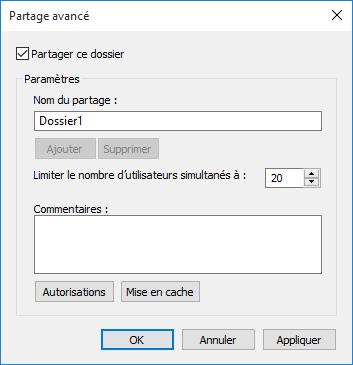 Partage avancé
Partager ce dossier
Paramètres
Nom du partage :
Dossier1
Ajouter Supprimer
Limiter le nombre d'utilisateurs simultanés à : 20
Commentaires :
Autorisations Mise en cache
OK Annuler Appliquer